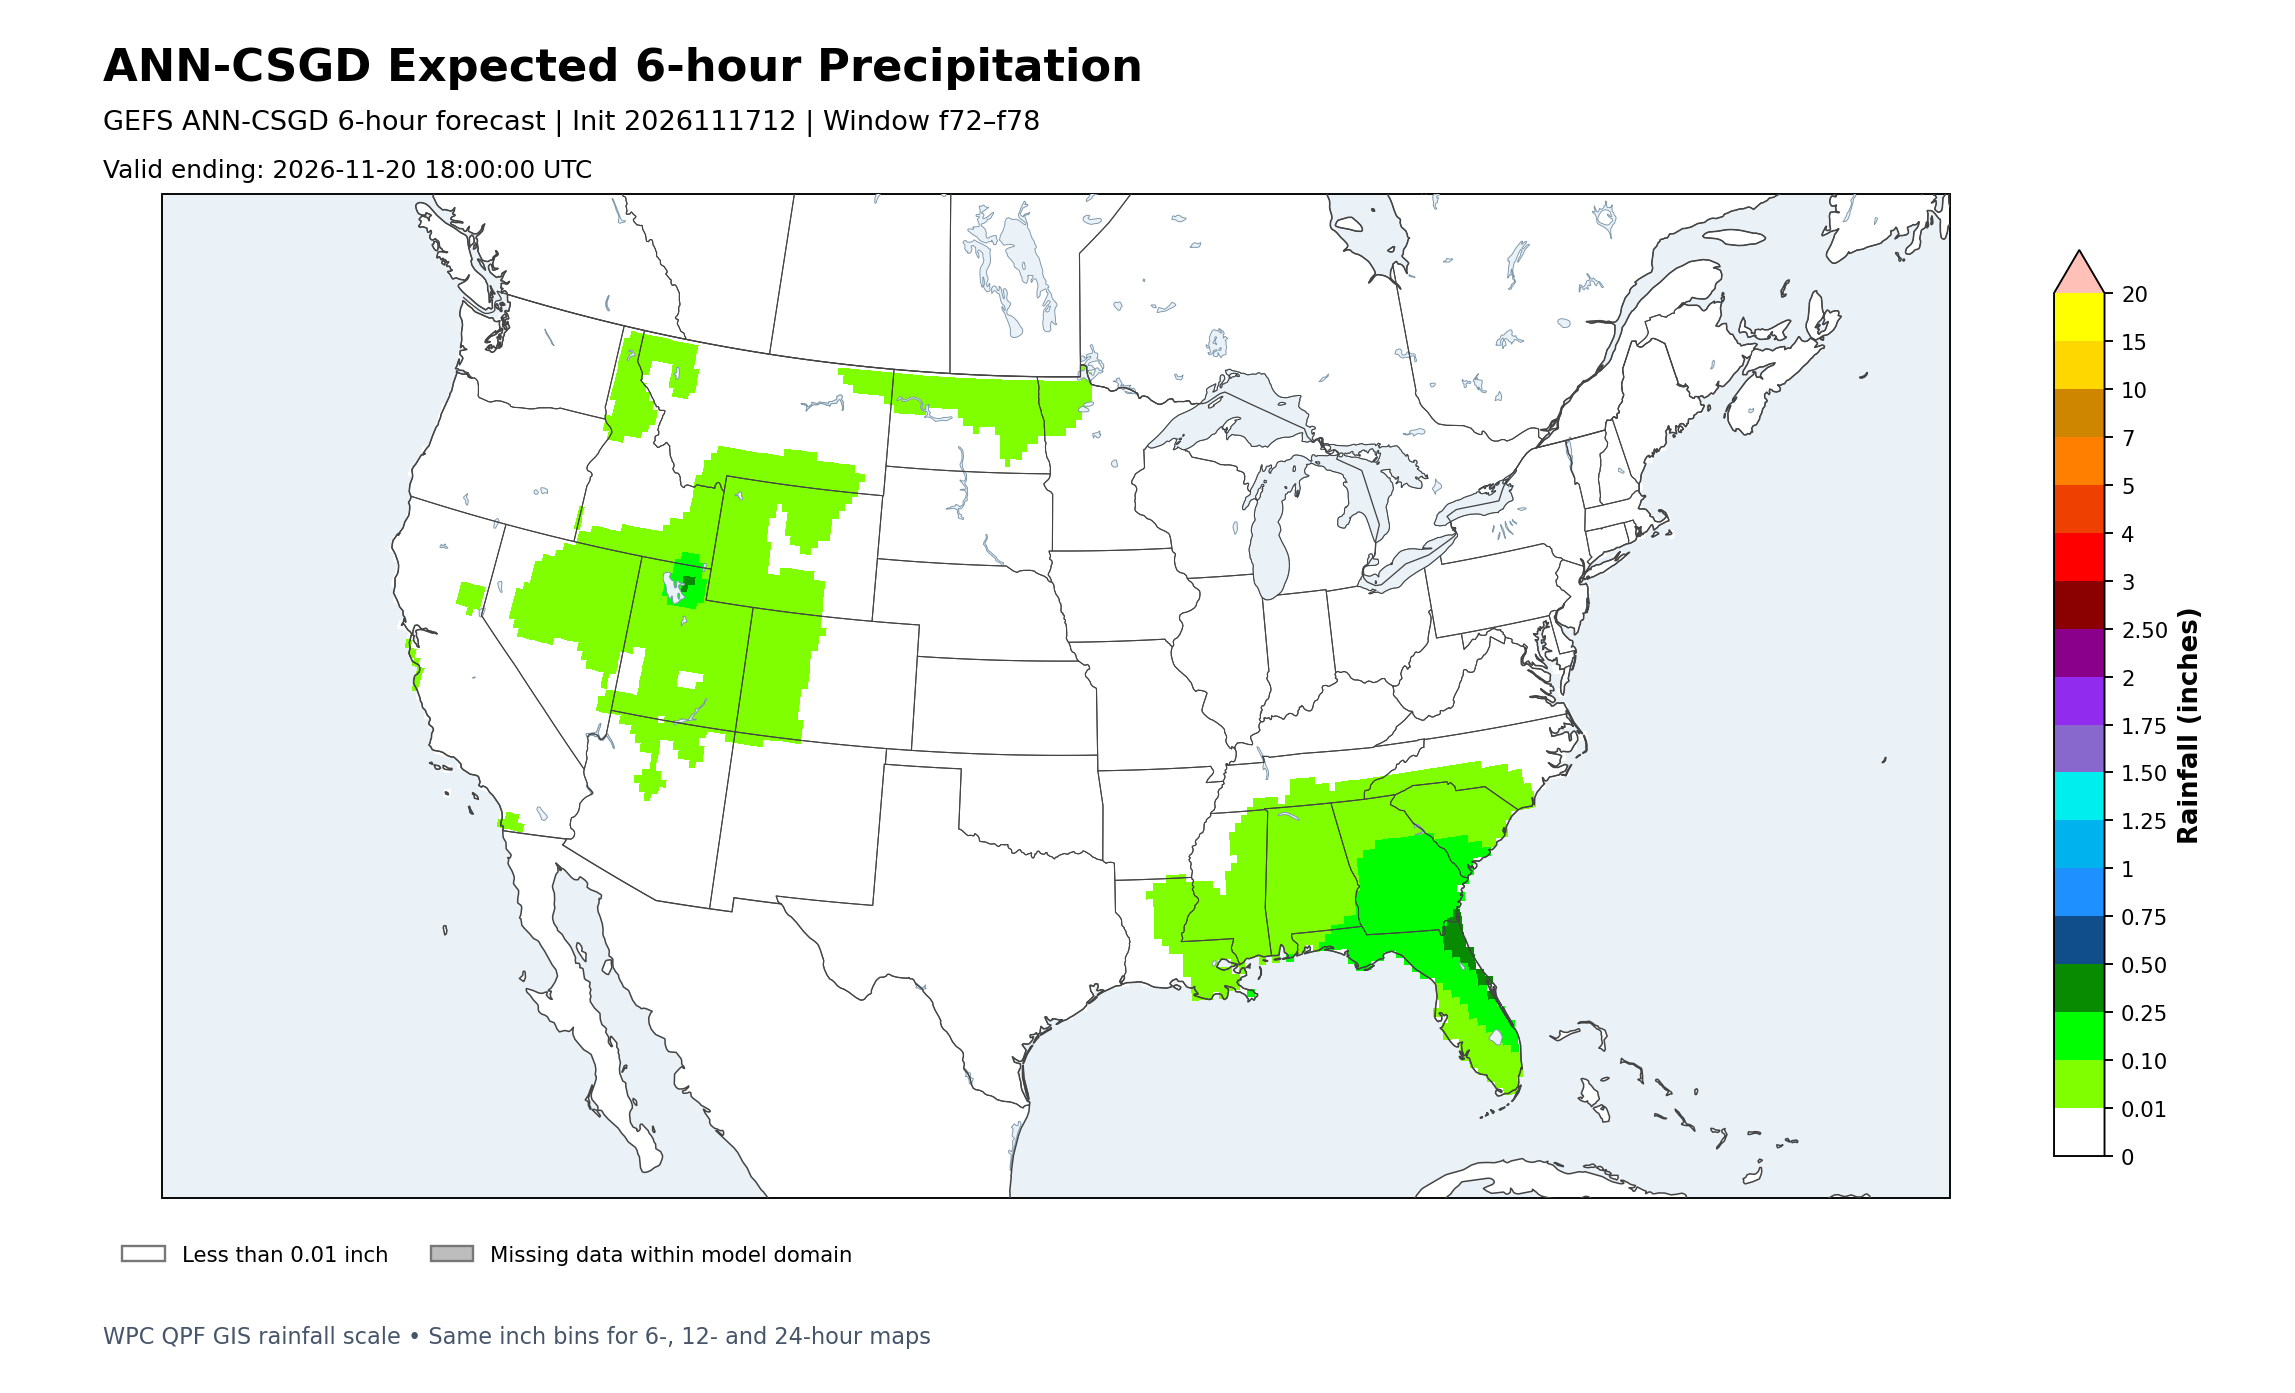 ANN-CSGD Expected 6-hour Precipitation
GEFS ANN-CSGD 6-hour forecast | Init 2026111712 | Window f72–f78
Valid ending: 2026-11-20 18:00:00 UTC
20
15
10
7
5
4
3
2.50
2
1.75
1.50
1.25
1
0.75
0.50
0.25
0.10
0.01
0
Rainfall (inches)
Less than 0.01 inch
Missing data within model domain
WPC QPF GIS rainfall scale • Same inch bins for 6-, 12- and 24-hour maps